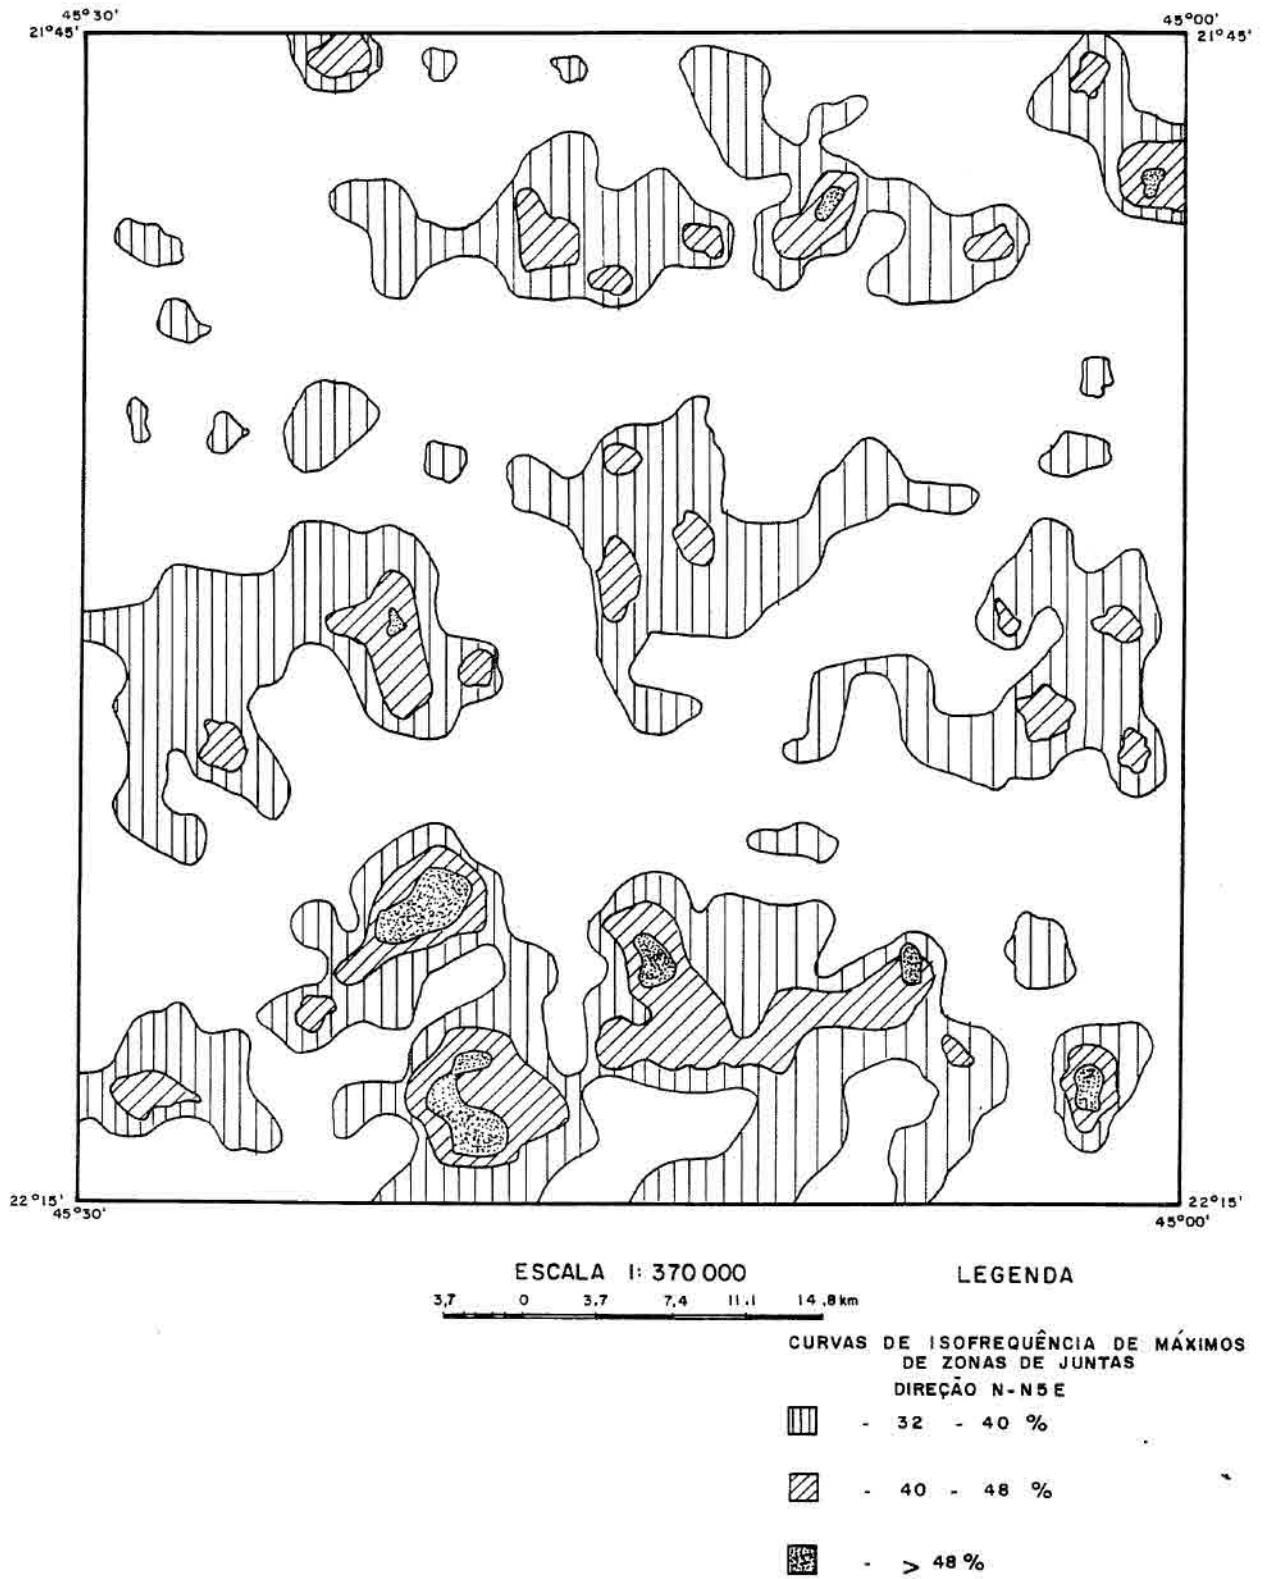 45°30'
45°00'
21°45'
21°45'
22°15'
22°15'
45°30'
45°00'
ESCALA 1: 370 000
3,7 0 3,7 7,4 11,1 14,8 km
LEGENDA
CURVAS DE ISOFREQUÊNCIA DE MÁXIMOS
DE ZONAS DE JUNTAS
DIREÇÃO N-N5E
- 32 - 40 %
- 40 - 48 %
- > 48%